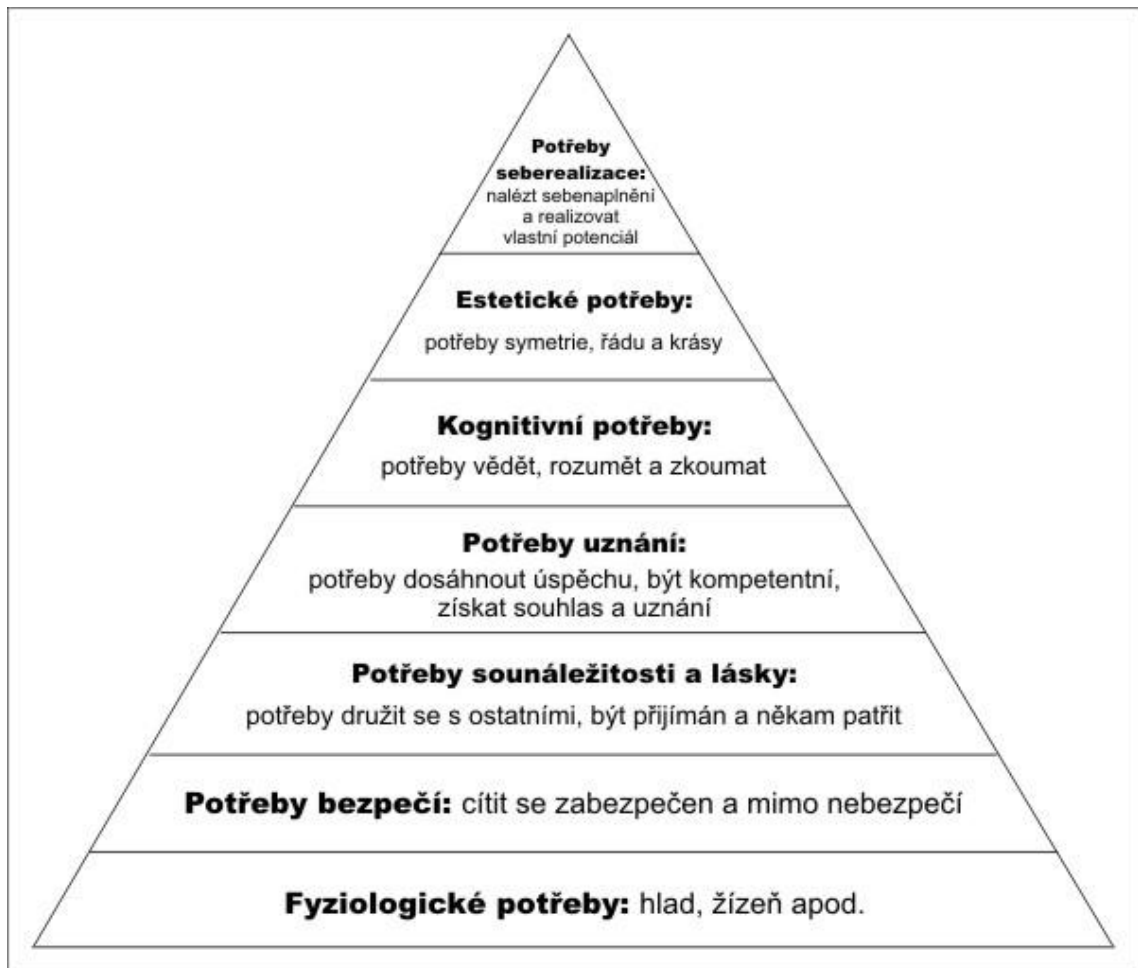 Potřeby
seberealizace:
nalézt sebenaplnění
a realizovat
vlastní potenciál
Estetické potřeby:
potřeby symetrie, řádu a krásy
Kognitivní potřeby:
potřeby vědět, rozumět a zkoumat
Potřeby uznání:
potřeby dosáhnout úspěchu, být kompetentní,
získat souhlas a uznání
Potřeby sounáležitosti a lásky:
potřeby družit se s ostatními, být přijímán a někam patřit
Potřeby bezpečí: cítit se zabezpečen a mimo nebezpečí
Fyziologické potřeby: hlad, žízeň apod.